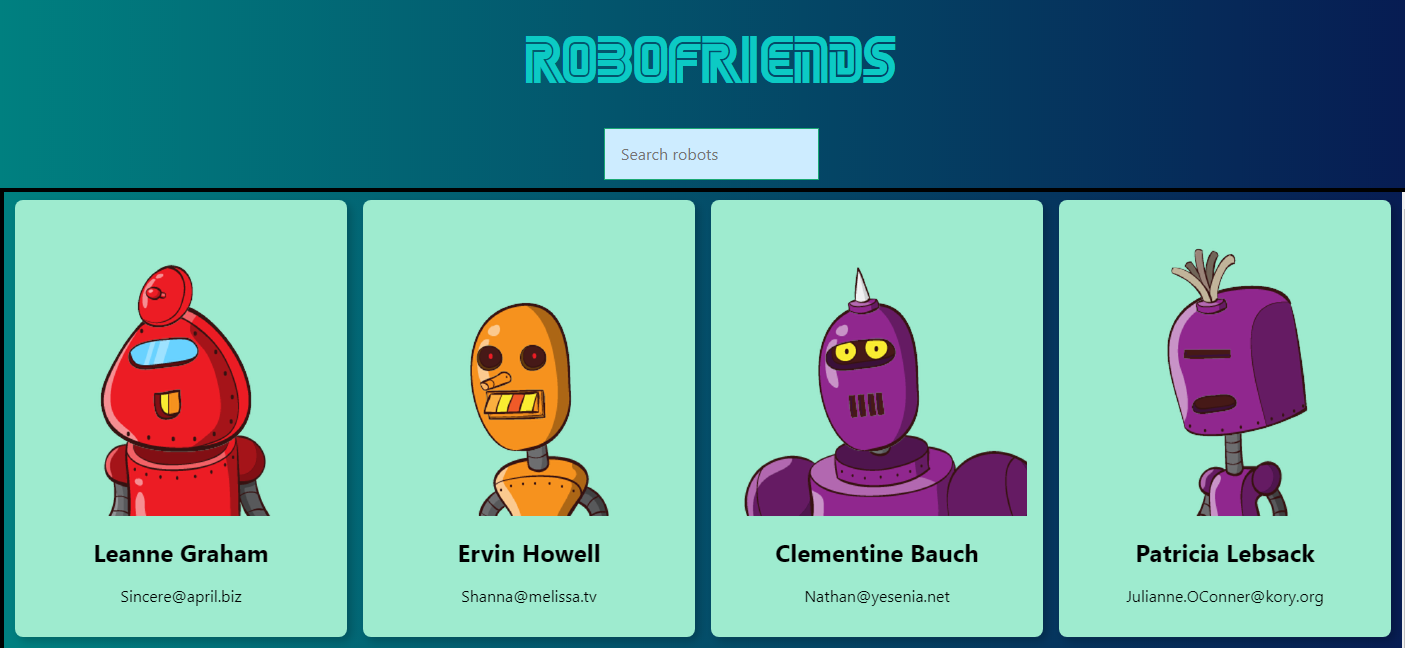 ROBOFRIENDS
Search robots
Leanne Graham
Ervin Howell
Clementine Bauch
Patricia Lebsack
Sincere@april.biz
Shanna@melissa.tv
Nathan@yesenia.net
Julianne.OConner@kory.org